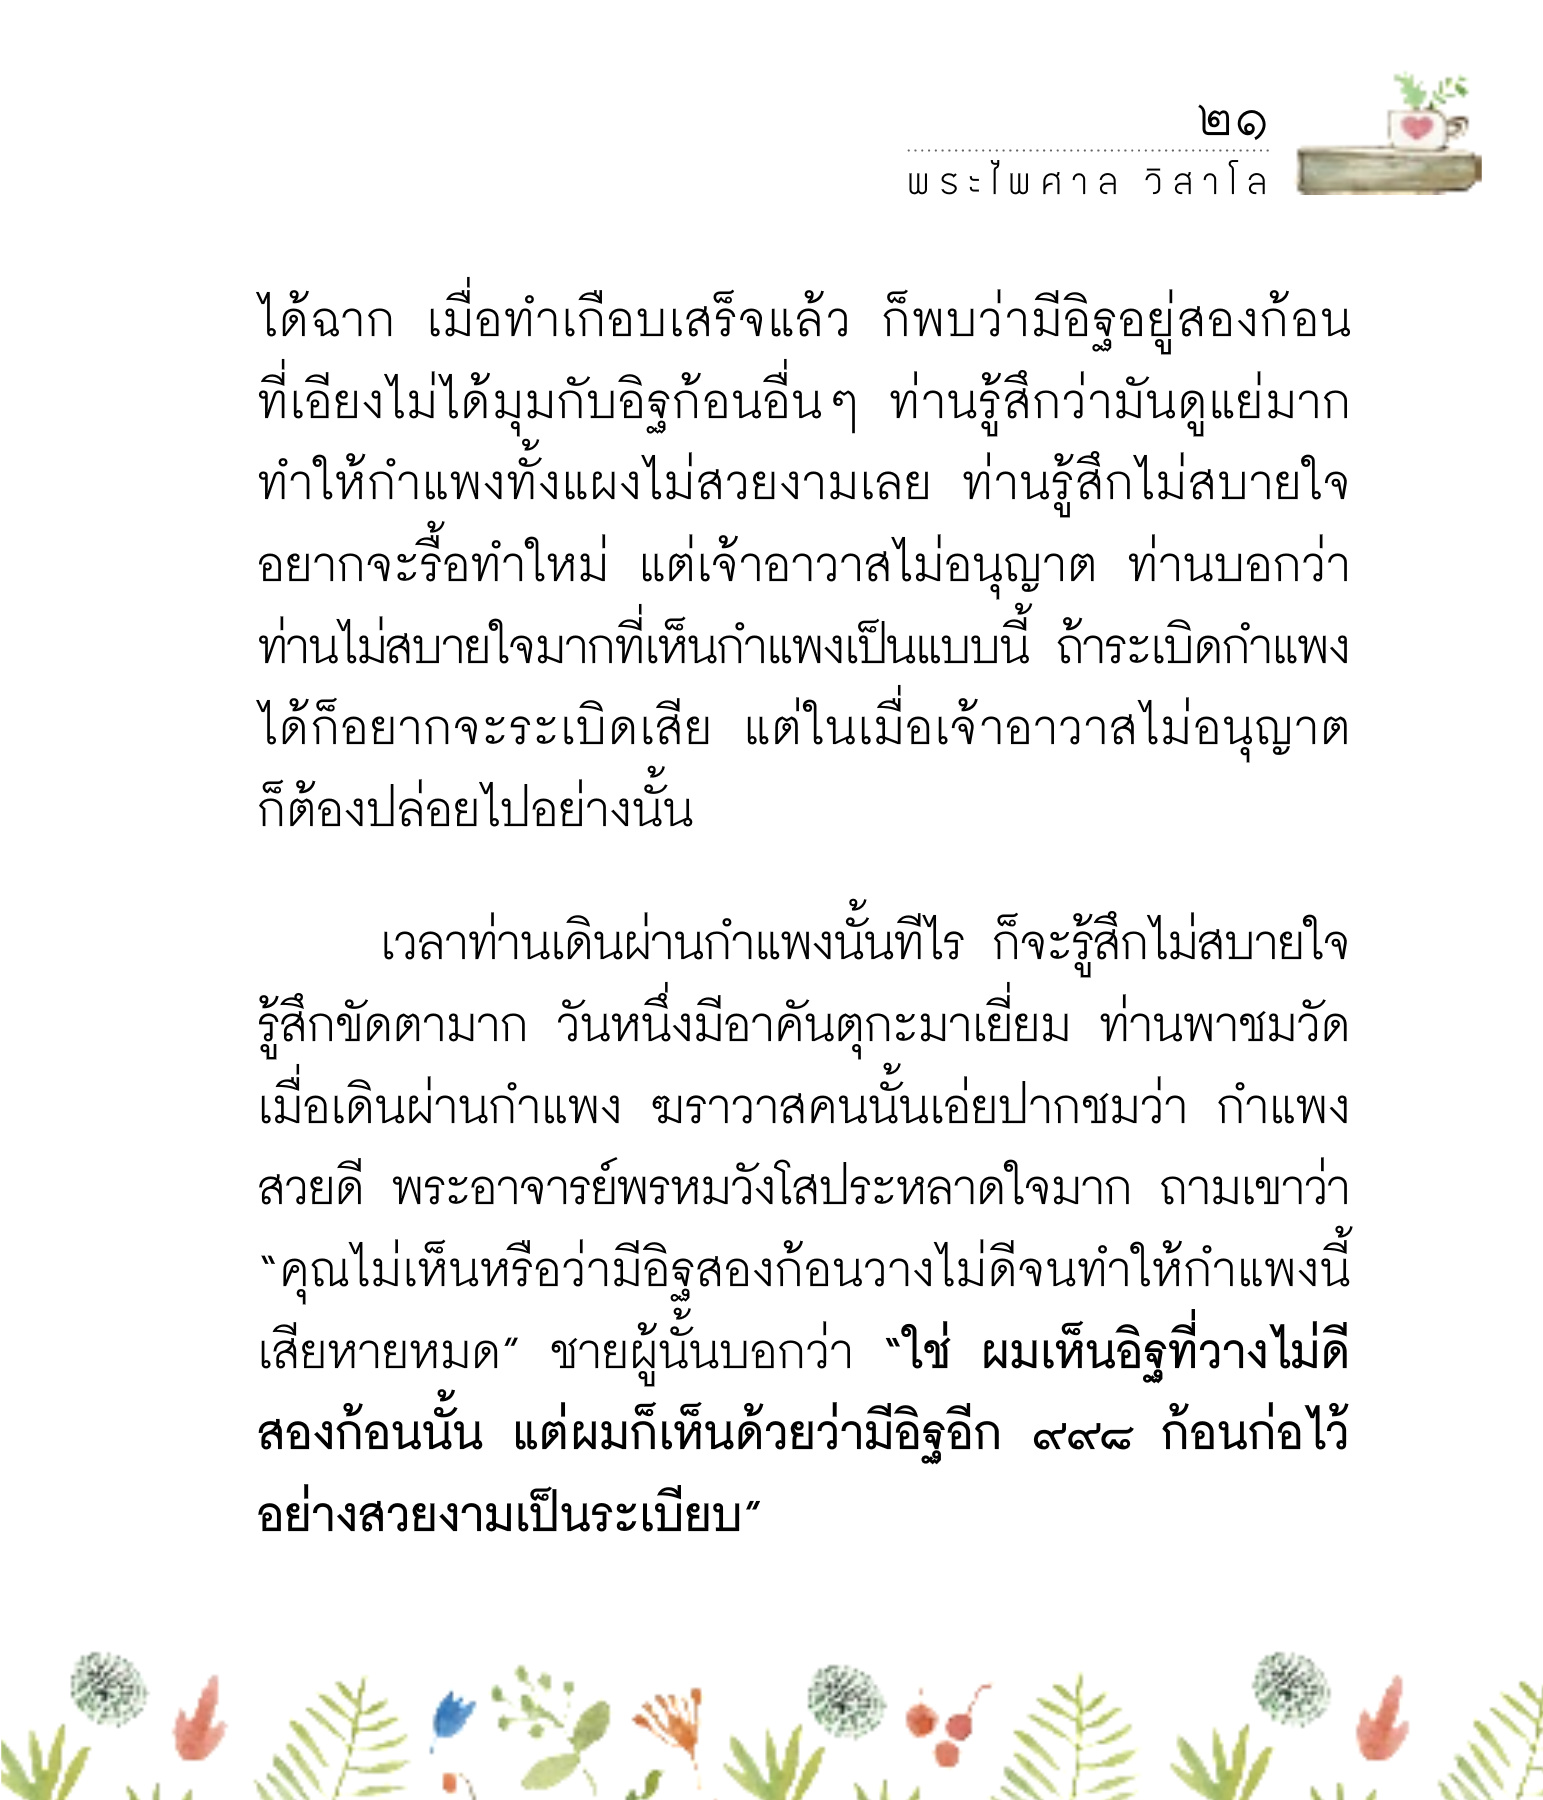 ๒๑
พระไพศาล วิสาโล
ได้ฉาก เมื่อทำเกือบเสร็จแล้ว ก็พบว่ามีอิฐอยู่สองก้อน
ที่เอียงไม่ได้มุมกับอิฐก้อนอื่นๆ ท่านรู้สึกว่ามันดูแย่มาก
ทำให้กำแพงทั้งแผงไม่สวยงามเลย ท่านรู้สึกไม่สบายใจ
อยากจะรื้อทำใหม่ แต่เจ้าอาวาสไม่อนุญาต ท่านบอกว่า
ท่านไม่สบายใจมากที่เห็นกำแพงเป็นแบบนี้ ถ้าระเบิดกำแพง
ได้ก็อยากจะระเบิดเสีย แต่ในเมื่อเจ้าอาวาสไม่อนุญาต
ก็ต้องปล่อยไปอย่างนั้น
เวลาท่านเดินผ่านกำแพงนั้นทีไร ก็จะรู้สึกไม่สบายใจ
รู้สึกขัดตามาก วันหนึ่งมีอาคันตุกะมาเยี่ยม ท่านพาชมวัด
เมื่อเดินผ่านกำแพง ฆราวาสคนนั้นเอ่ยปากชมว่า กำแพง
สวยดี พระอาจารย์พรหมวังโสประหลาดใจมาก ถามเขาว่า
“คุณไม่เห็นหรือว่ามีอิฐสองก้อนวางไม่ดีจนทำให้กำแพงนี้
เสียหายหมด” ชายผู้นั้นบอกว่า “ใช่ ผมเห็นอิฐที่วางไม่ดี
สองก้อนนั้น แต่ผมก็เห็นด้วยว่ามีอิฐอีก ๙๙๘ ก้อนก่อไว้
อย่างสวยงามเป็นระเบียบ”